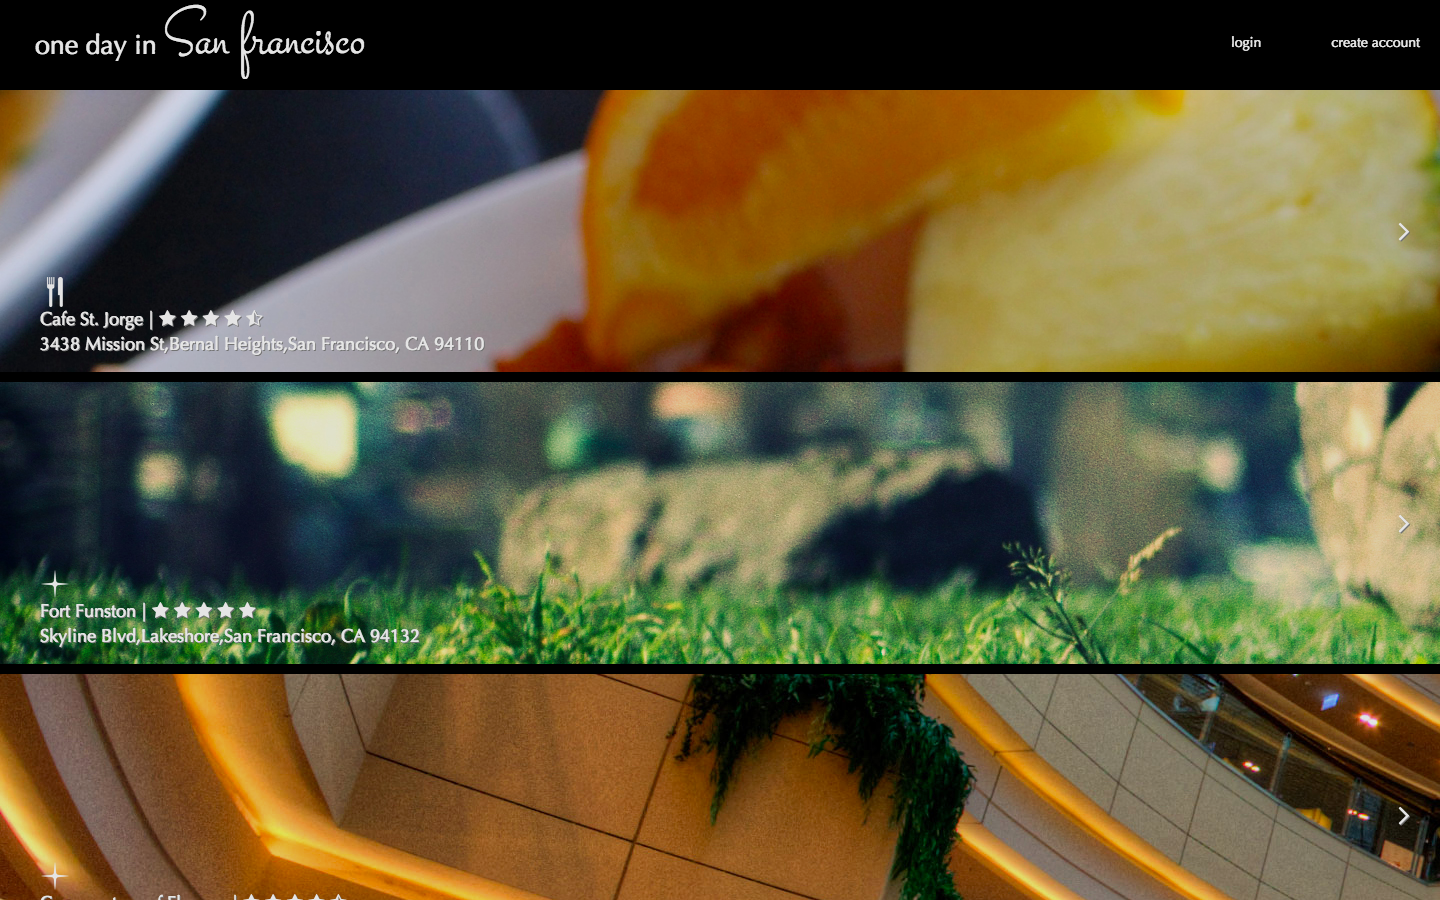 one day in San francisco
login
create account
Cafe St. Jorge |
3438 Mission St,Bernal Heights,San Francisco, CA 94110
Fort Funston |
Skyline Blvd,Lakeshore,San Francisco, CA 94132